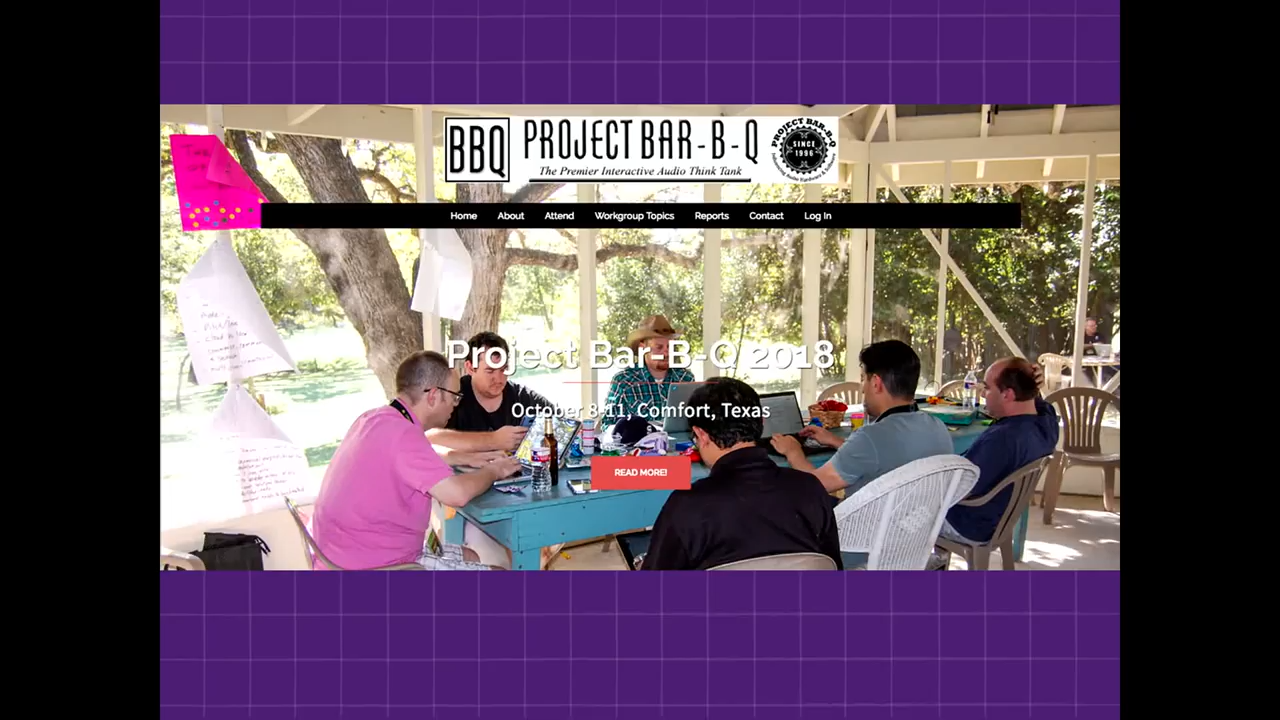 BBQ PROJECT BAR-B-Q
The Premier Interactive Audio Think Tank
PROJECT BAR-B-Q
SINCE
1996
Home About Attend Workgroup Topics Reports Contact Log In
Project Bar-B-Q 2018
October 8-11, Comfort, Texas
READ MORE!